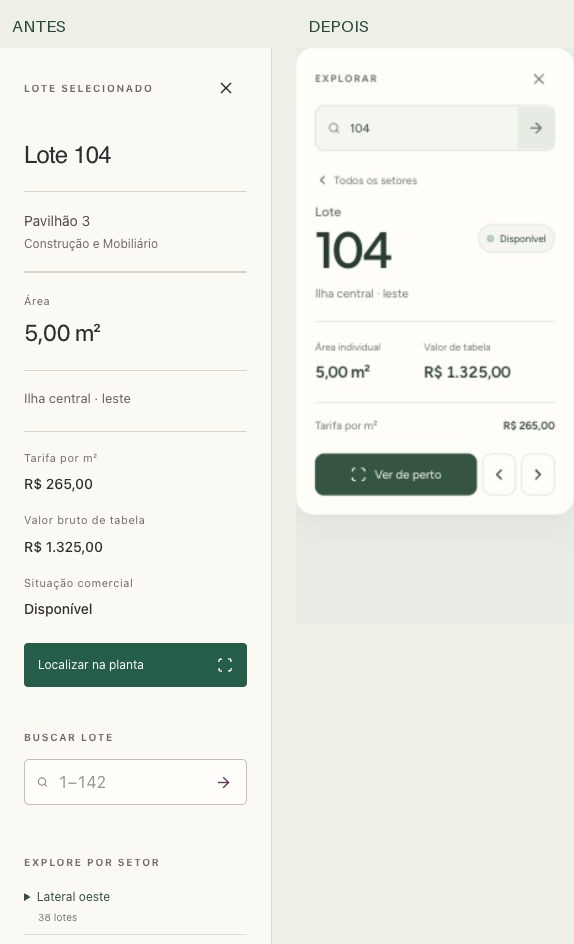 ANTES
LOTE SELECIONADO
Lote 104
Pavilhão 3
Construção e Mobiliário
Área
5,00 m²
Ilha central · leste
Tarifa por m²
R$ 265,00
Valor bruto de tabela
R$ 1.325,00
Situação comercial
Disponível
Localizar na planta
BUSCAR LOTE
1–142
EXPLORE POR SETOR
Lateral oeste
38 lotes
DEPOIS
EXPLORAR
104
Todos os setores
Lote
104
Disponível
Ilha central · leste
Área individual
5,00 m²
Valor de tabela
R$ 1.325,00
Tarifa por m²
R$ 265,00
Ver de perto